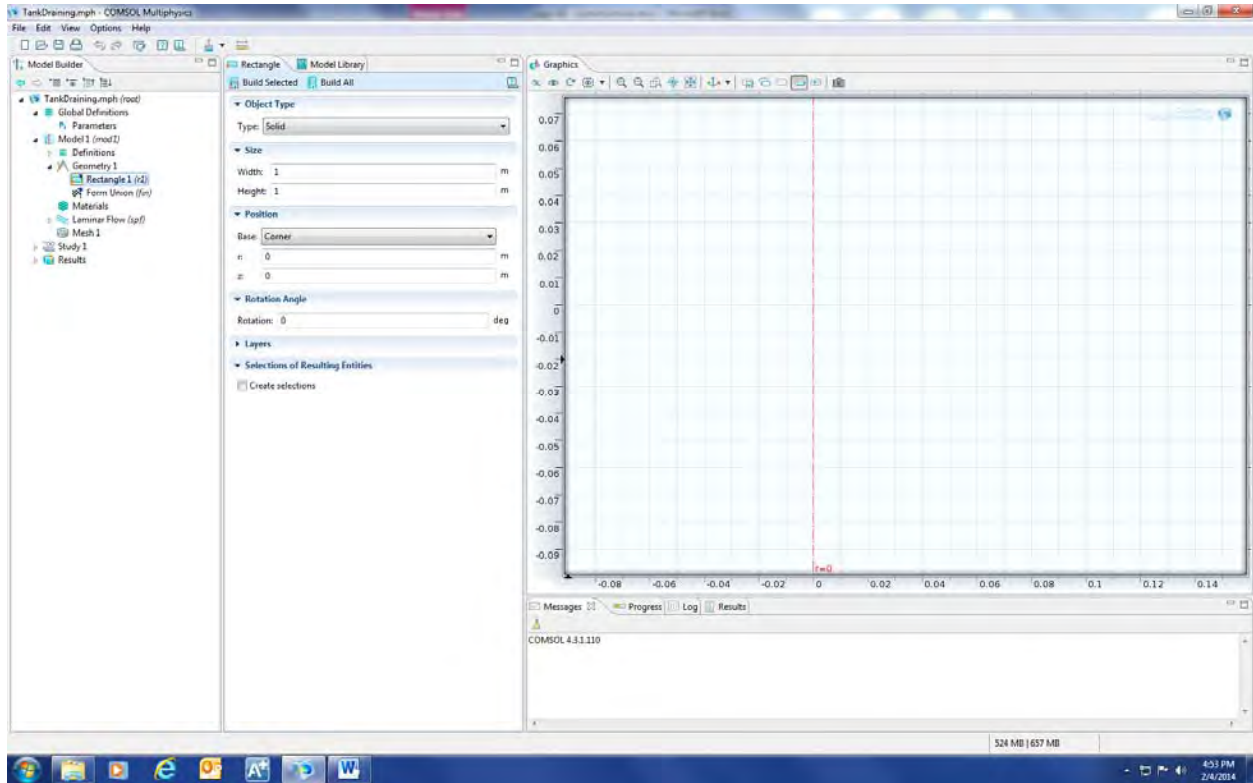 TankDraining.mph - COMSOL Multiphysics
File Edit View Options Help
Model Builder
TankDraining.mph (root)
Global Definitions
Pi Parameters
Model 1 (mod1)
Definitions
Geometry 1
Rectangle 1 (r1)
Form Union (fin)
Materials
Laminar Flow (spf)
Mesh 1
Study 1
Results
Rectangle Model Library
Build Selected Build All
Object Type
Type: Solid
Size
Width: 1 m
Height: 1 m
Position
Base: Corner
r: 0 m
z: 0 m
Rotation Angle
Rotation: 0 deg
Layers
Selections of Resulting Entities
Create selections
Graphics
0.07
0.06
0.05
0.04
0.03
0.02
0.01
0
-0.01
-0.02
-0.03
-0.04
-0.05
-0.06
-0.07
-0.08
-0.09
r=0
-0.08 -0.06 -0.04 -0.02 0 0.02 0.04 0.06 0.08 0.1 0.12 0.14
Messages Progress Log Results
COMSOL 4.3.1.110
524 MB | 657 MB
4:53 PM
2/4/2014